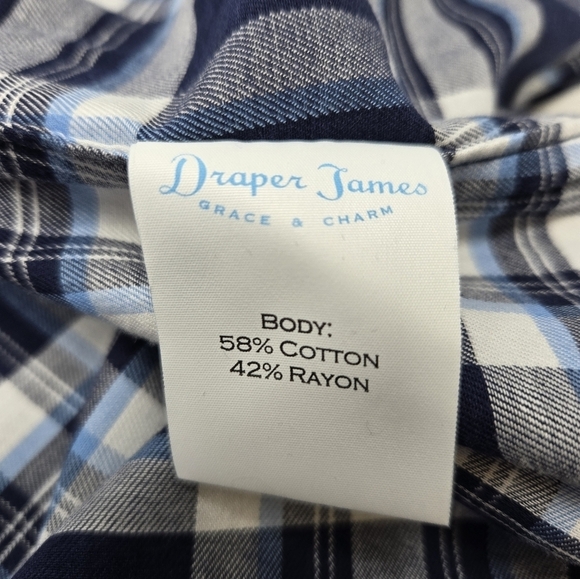 Draper James
GRACE & CHARM
BODY:
58% COTTON
42% RAYON